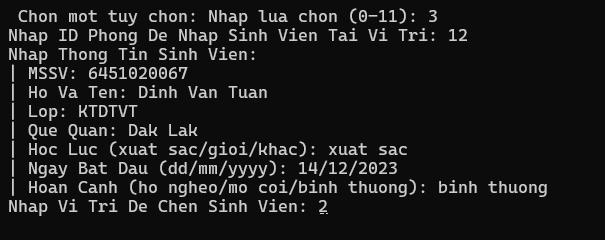 Chon mot tuy chon: Nhap lua chon (0-11): 3
Nhap ID Phong De Nhap Sinh Vien Tai Vi Tri: 12
Nhap Thong Tin Sinh Vien:
| MSSV: 6451020067
| Ho Va Ten: Dinh Van Tuan
| Lop: KTDTVT
| Que Quan: Dak Lak
| Hoc Luc (xuat sac/gioi/khac): xuat sac
| Ngay Bat Dau (dd/mm/yyyy): 14/12/2023
| Hoan Canh (ho ngheo/mo coi/binh thuong): binh thuong
Nhap Vi Tri De Chen Sinh Vien: 2